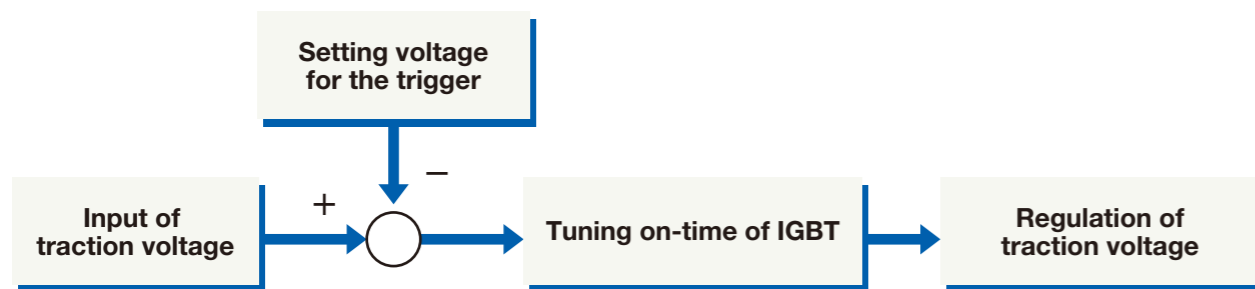 Setting voltage
for the trigger
−
+
Input of
traction voltage
Tuning on-time of IGBT
Regulation of
traction voltage